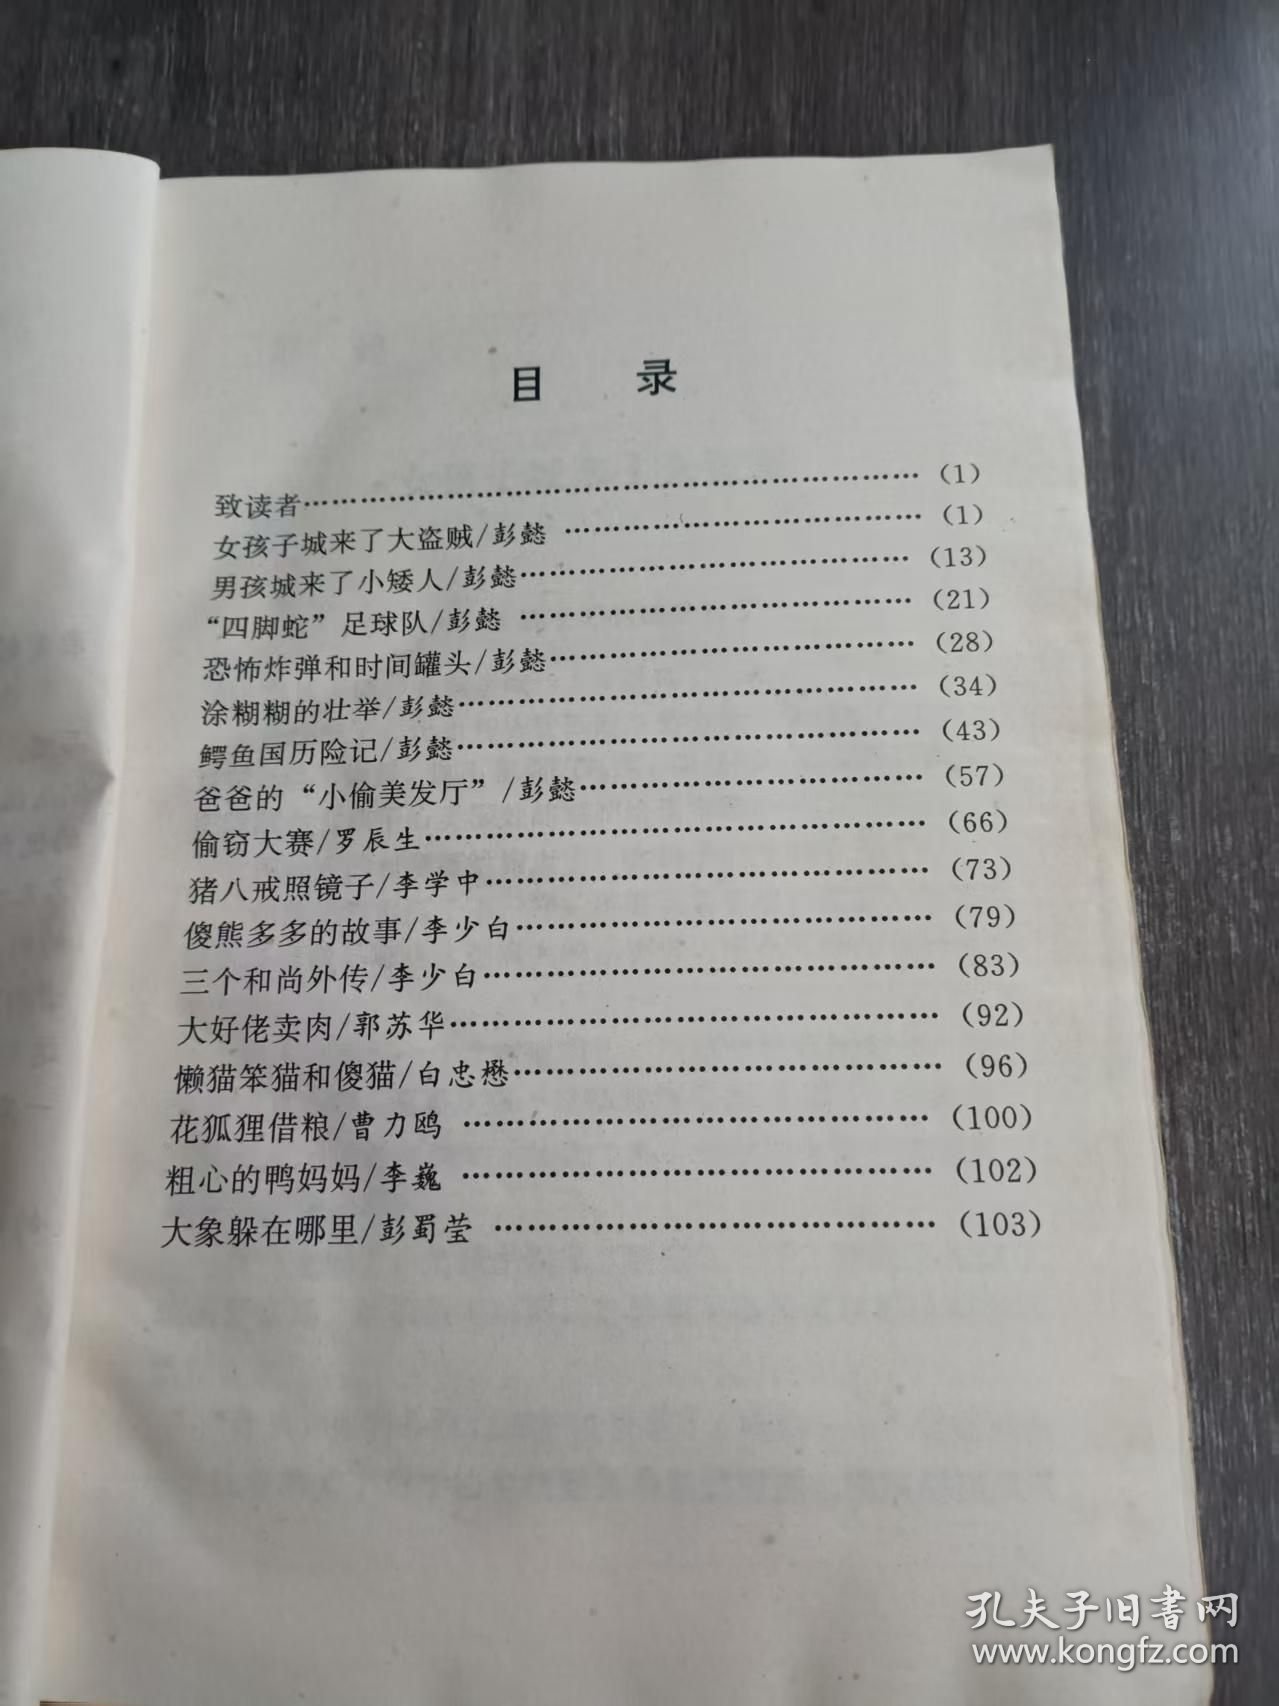 目 录
致读者……………………………………………………(1)
女孩子城来了大盗贼/彭懿 ………………………………(1)
男孩城来了小矮人/彭懿…………………………………(13)
“四脚蛇”足球队/彭懿 …………………………………(21)
恐怖炸弹和时间罐头/彭懿………………………………(28)
涂糊糊的壮举/彭懿………………………………………(34)
鳄鱼国历险记/彭懿………………………………………(43)
爸爸的“小偷美发厅”/彭懿……………………………(57)
偷窃大赛/罗辰生…………………………………………(66)
猪八戒照镜子/李学中……………………………………(73)
傻熊多多的故事/李少白…………………………………(79)
三个和尚外传/李少白……………………………………(83)
大好佬卖肉/郭苏华………………………………………(92)
懒猫笨猫和傻猫/白忠懋…………………………………(96)
花狐狸借粮/曹力鸥 ……………………………………(100)
粗心的鸭妈妈/李巍 ……………………………………(102)
大象躲在哪里/彭蜀莹 …………………………………(103)
孔夫子旧书网
www.kongfz.com